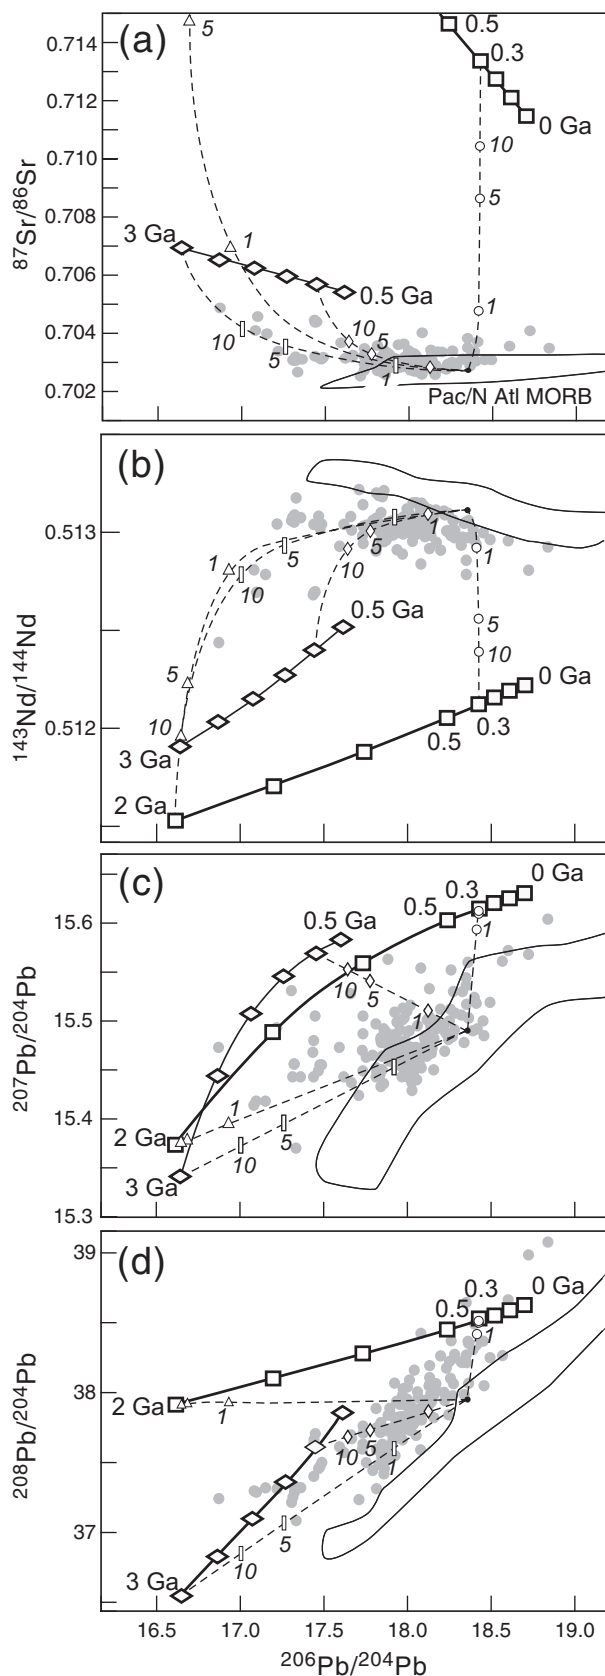 0.714
(a)
5
0.5
0.3
0.712
0 Ga
0.710
10
0.708
5
3 Ga
1
0.706
0.5 Ga
0.704
10
5
10
5
1
1
0.702
Pac/N Atl MORB
87Sr/86Sr
(b)
0.513
1
1
1
5
5
10
10
0.5 Ga
5
5
10
10
0 Ga
0.512
3 Ga
0.5
0.3
2 Ga
143Nd/144Nd
(c)
0 Ga
0.3
0.5 Ga
0.5
15.6
1
10
5
1
15.5
1
1
15.4
2 Ga
5
10
3 Ga
15.3
207Pb/204Pb
39
(d)
0 Ga
0.3
0.5
1
38
2 Ga
1
10
5
1
5
37
10
3 Ga
208Pb/204Pb
16.5 17.0 17.5 18.0 18.5 19.0
206Pb/204Pb